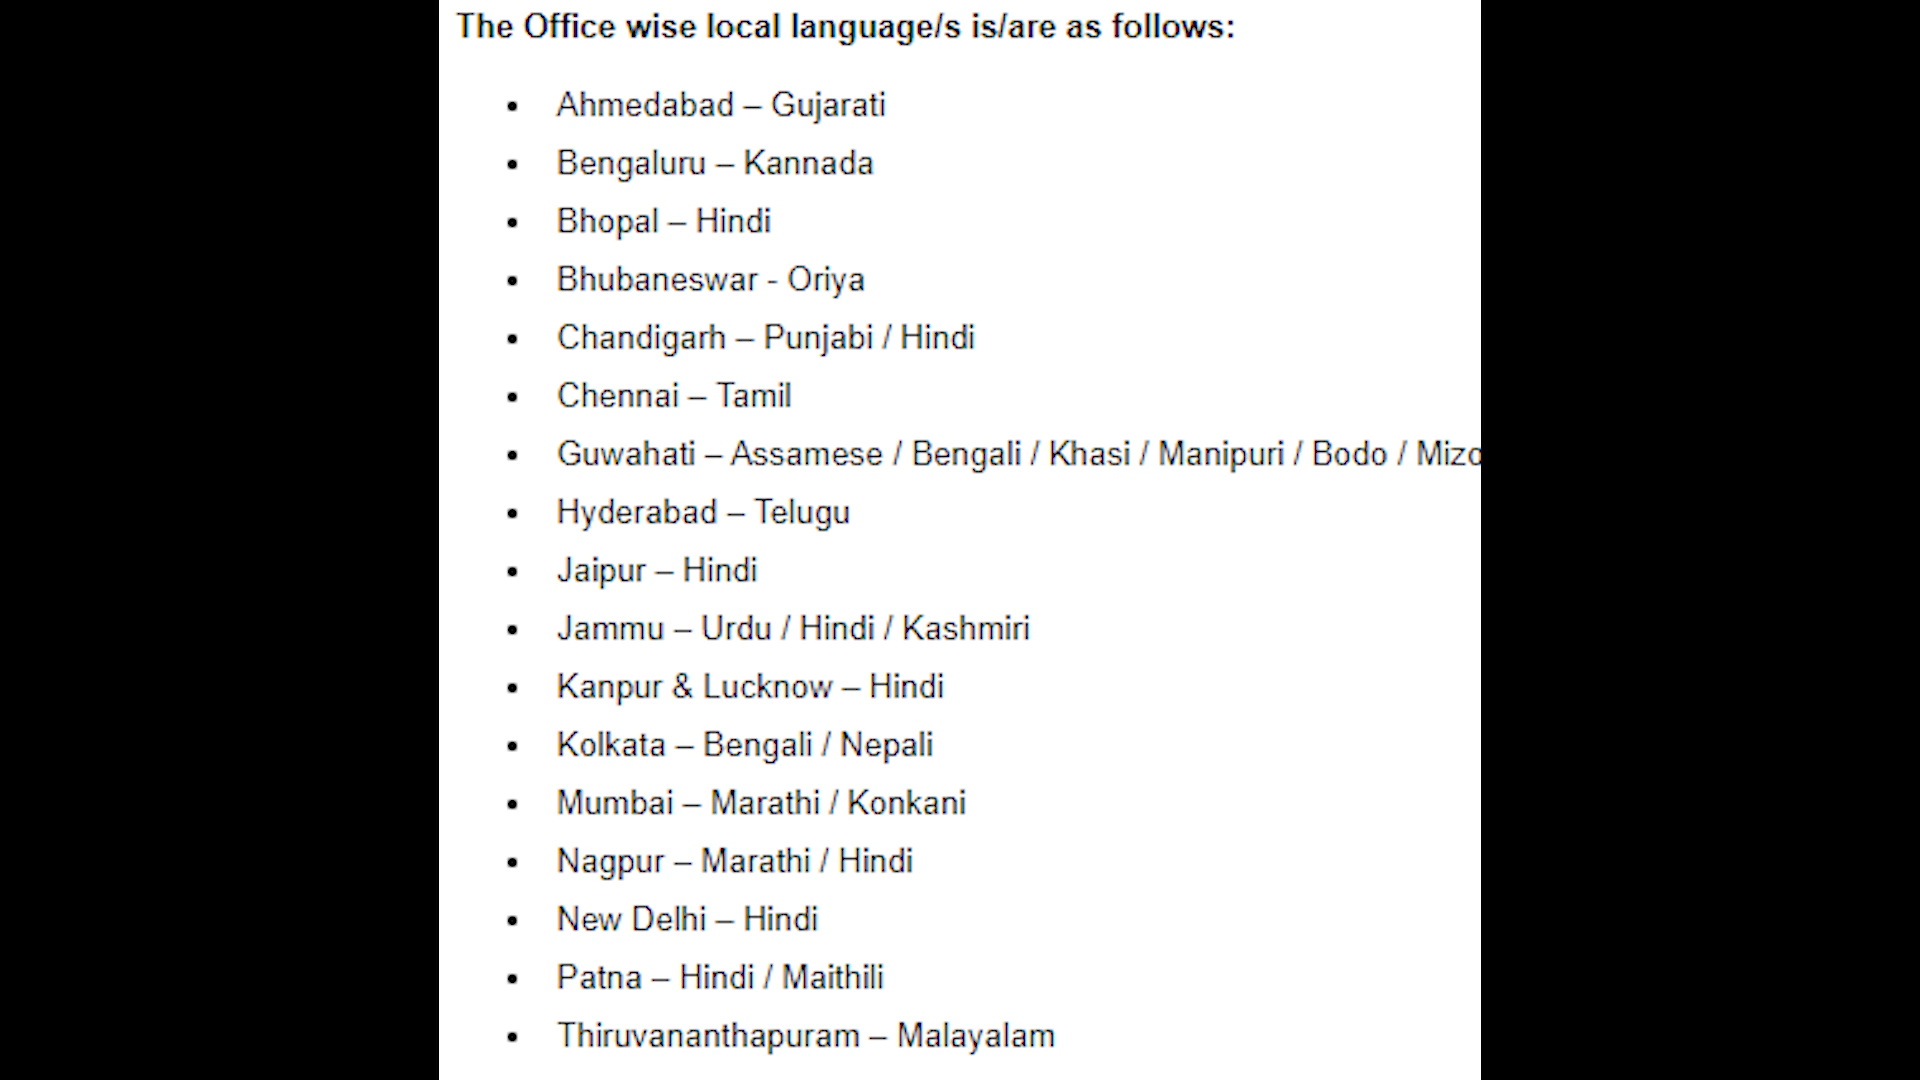 The Office wise local language/s is/are as follows:
• Ahmedabad – Gujarati
• Bengaluru – Kannada
• Bhopal – Hindi
• Bhubaneswar - Oriya
• Chandigarh – Punjabi / Hindi
• Chennai – Tamil
• Guwahati – Assamese / Bengali / Khasi / Manipuri / Bodo / Mizo
• Hyderabad – Telugu
• Jaipur – Hindi
• Jammu – Urdu / Hindi / Kashmiri
• Kanpur & Lucknow – Hindi
• Kolkata – Bengali / Nepali
• Mumbai – Marathi / Konkani
• Nagpur – Marathi / Hindi
• New Delhi – Hindi
• Patna – Hindi / Maithili
• Thiruvananthapuram – Malayalam